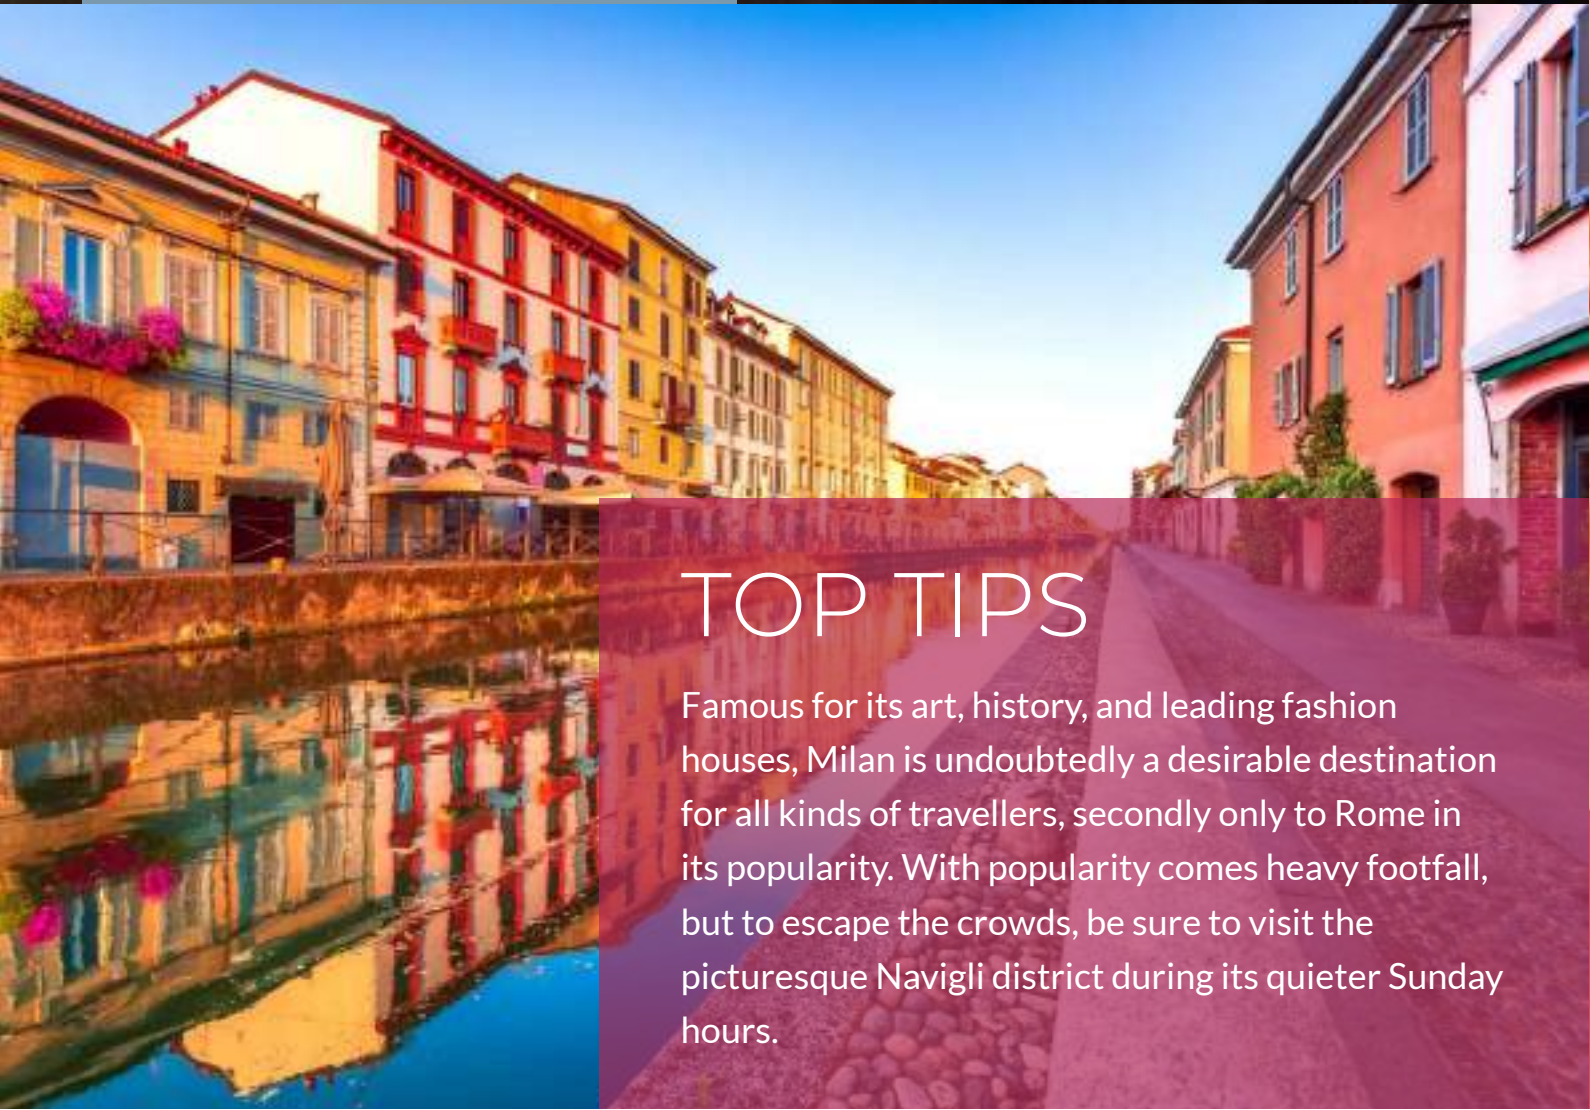 TOP TIPS
Famous for its art, history, and leading fashion
houses, Milan is undoubtedly a desirable destination
for all kinds of travellers, secondly only to Rome in
its popularity. With popularity comes heavy footfall,
but to escape the crowds, be sure to visit the
picturesque Navigli district during its quieter Sunday
hours.